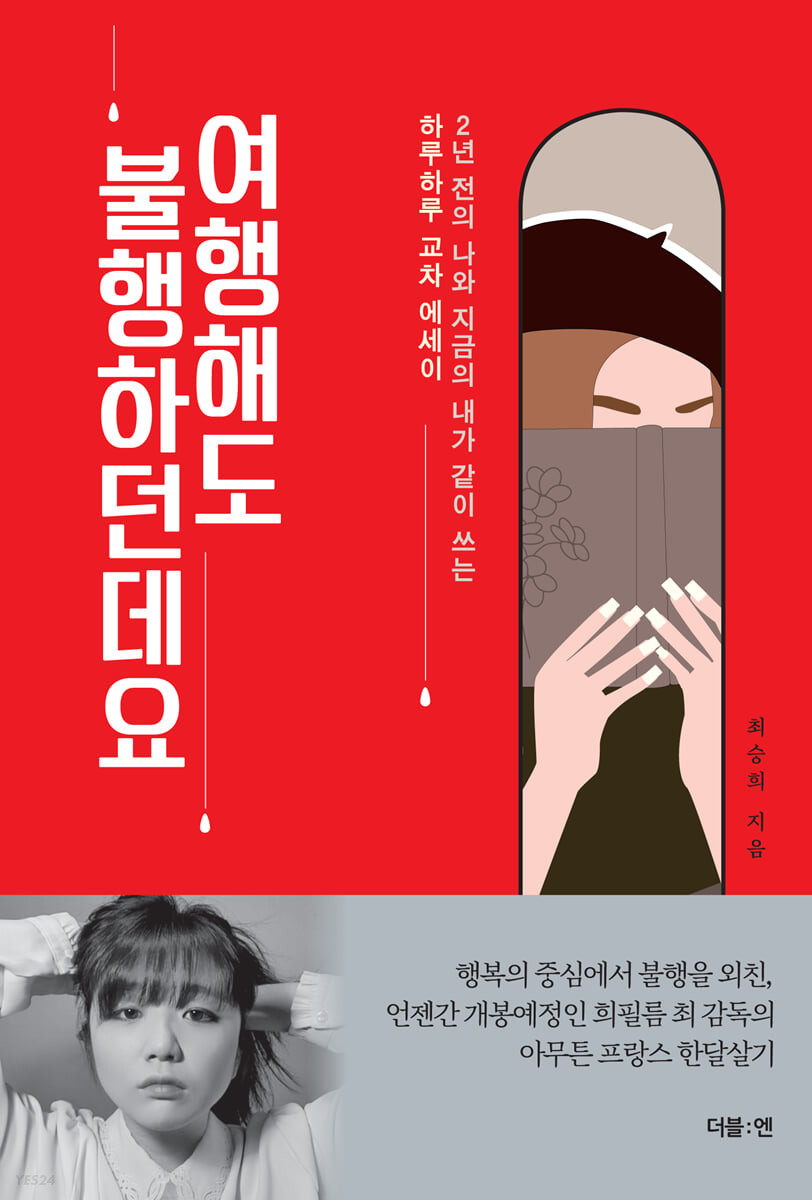 여행해도
불행하던데요
2년 전의 나와 지금의 내가 같이 쓰는
하루하루 교차 에세이
최승희 지음
행복의 중심에서 불행을 외친,
언젠간 개봉예정인 희필름 최 감독의
아무튼 프랑스 한달살기
더블:엔
YES24